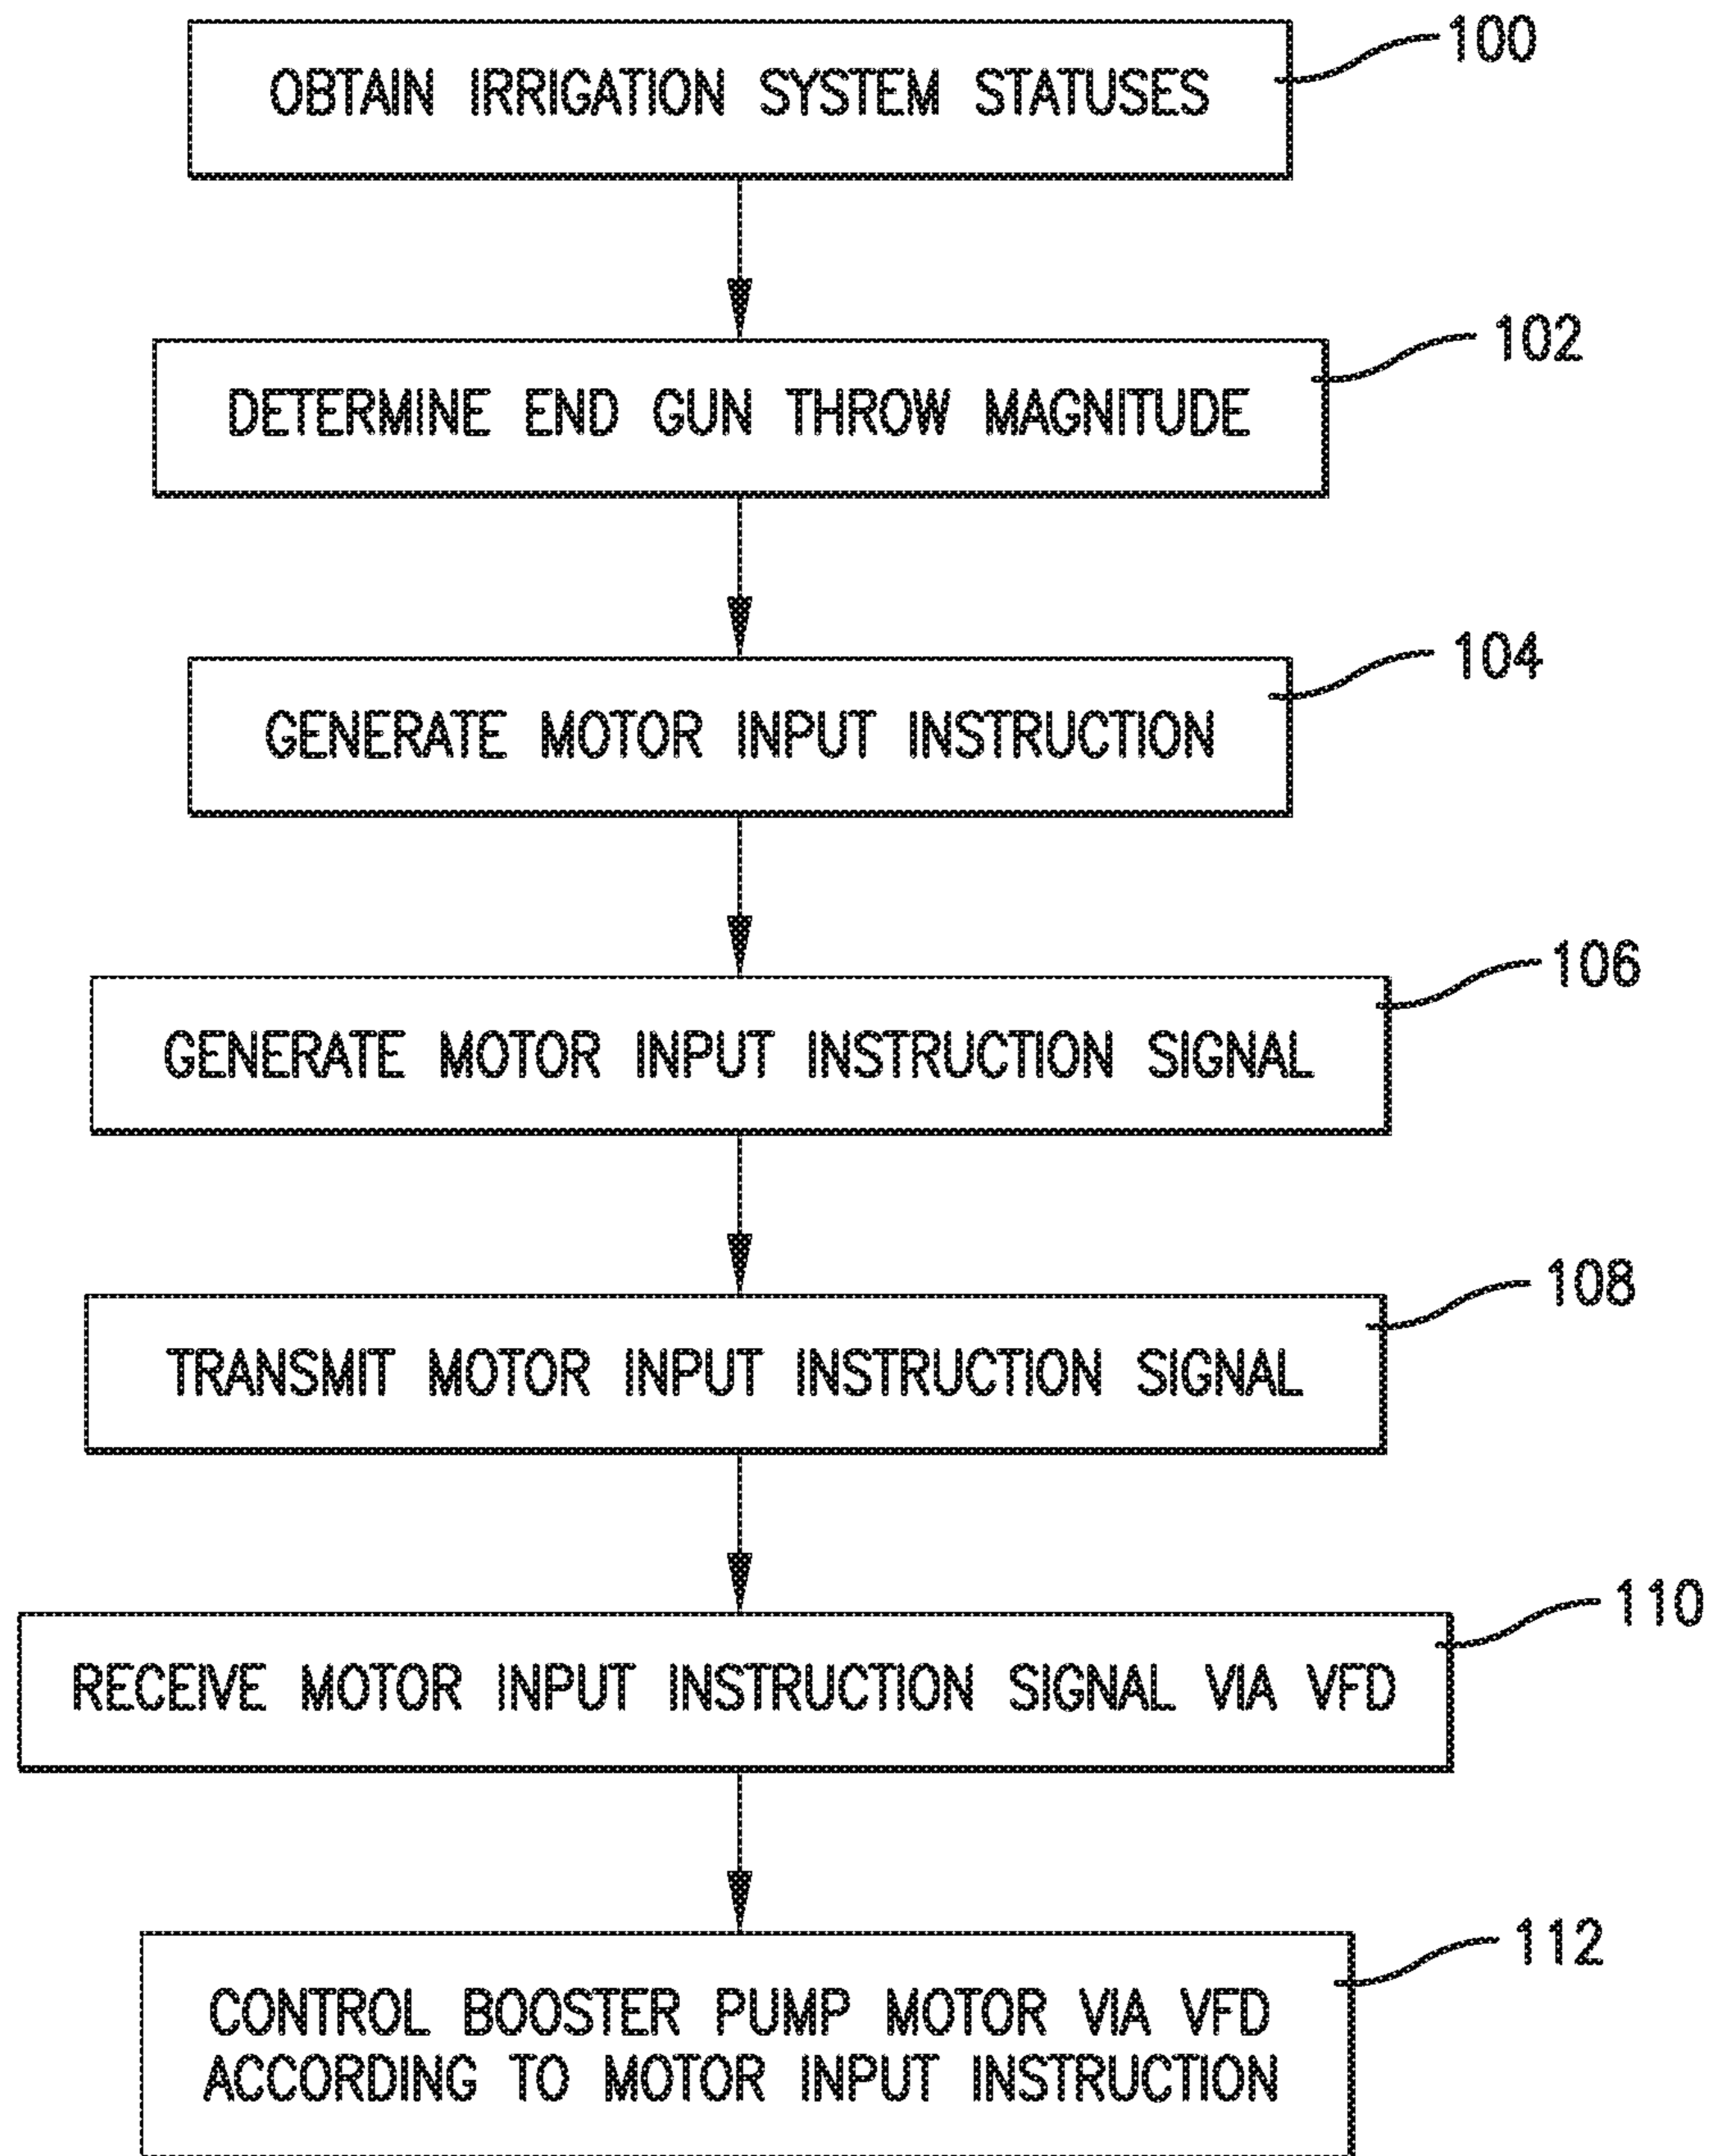 OBTAIN IRRIGATION SYSTEM STATUSES
100
DETERMINE END GUN THROW MAGNITUDE
102
GENERATE MOTOR INPUT INSTRUCTION
104
GENERATE MOTOR INPUT INSTRUCTION SIGNAL
106
TRANSMIT MOTOR INPUT INSTRUCTION SIGNAL
108
RECEIVE MOTOR INPUT INSTRUCTION SIGNAL VIA VFD
110
CONTROL BOOSTER PUMP MOTOR VIA VFD
ACCORDING TO MOTOR INPUT INSTRUCTION
112